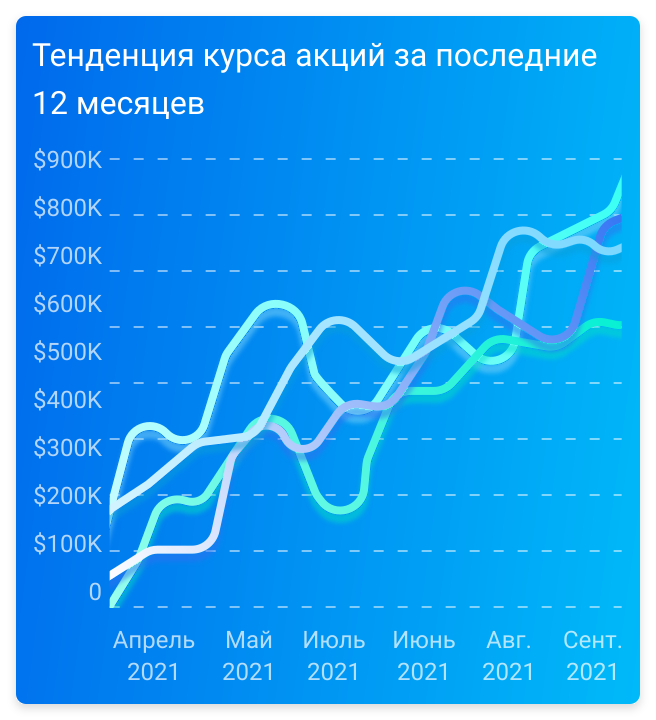 Тенденция курса акций за последние
12 месяцев
$900K
$800K
$700K
$600K
$500K
$400K
$300K
$200K
$100K
0
Апрель Май Июль Июнь Авг. Сент.
2021 2021 2021 2021 2021 2021